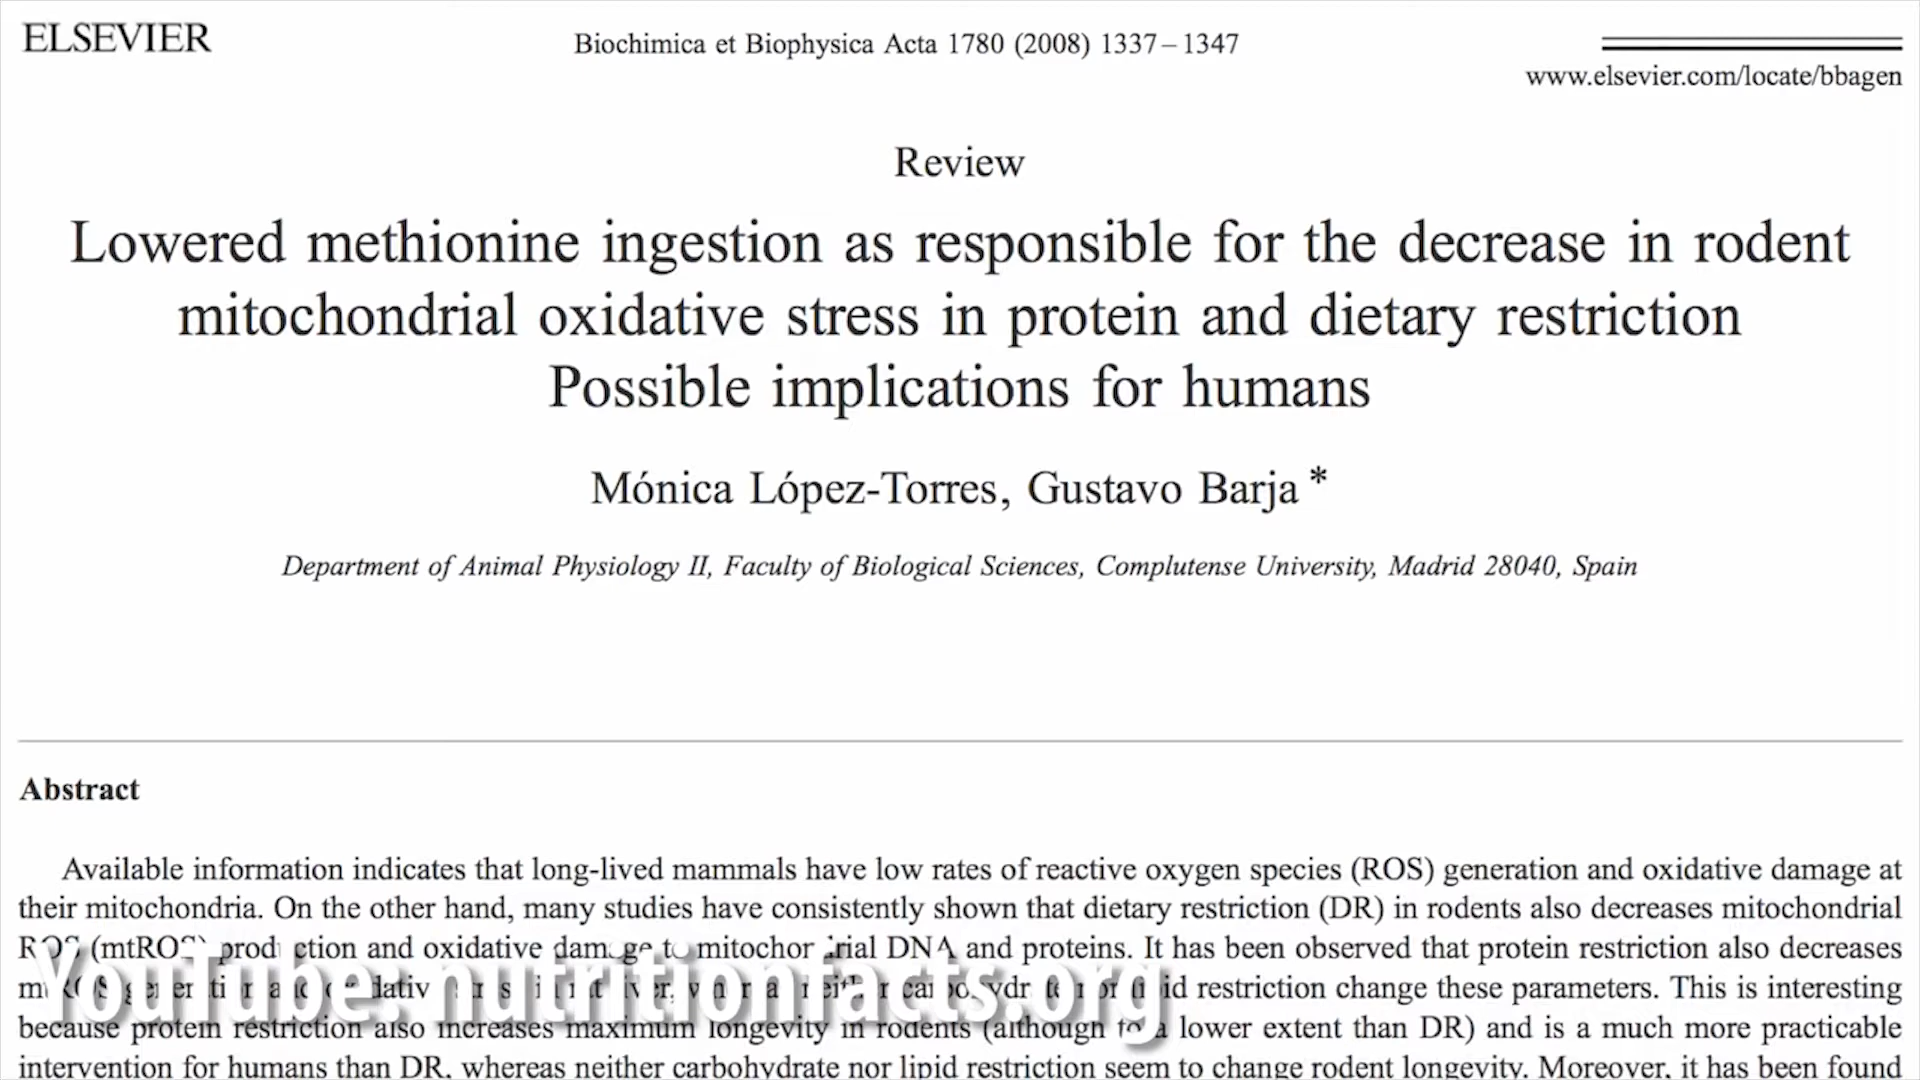 ELSEVIER
Biochimica et Biophysica Acta 1780 (2008) 1337–1347
www.elsevier.com/locate/bbagen
Review
Lowered methionine ingestion as responsible for the decrease in rodent
mitochondrial oxidative stress in protein and dietary restriction
Possible implications for humans
Mónica López-Torres, Gustavo Barja *
Department of Animal Physiology II, Faculty of Biological Sciences, Complutense University, Madrid 28040, Spain
Abstract
Available information indicates that long-lived mammals have low rates of reactive oxygen species (ROS) generation and oxidative damage at
their mitochondria. On the other hand, many studies have consistently shown that dietary restriction (DR) in rodents also decreases mitochondrial
ROS (mtROS) production and oxidative damage to mitochondrial DNA and proteins. It has been observed that protein restriction also decreases
restriction change these parameters. This is interesting
because protein restriction also increases maximum longevity in rodents (although to a lower extent than DR) and is a much more practicable
intervention for humans than DR, whereas neither carbohydrate nor lipid restriction seem to change rodent longevity. Moreover, it has been found
YouTube: nutritionfacts.org